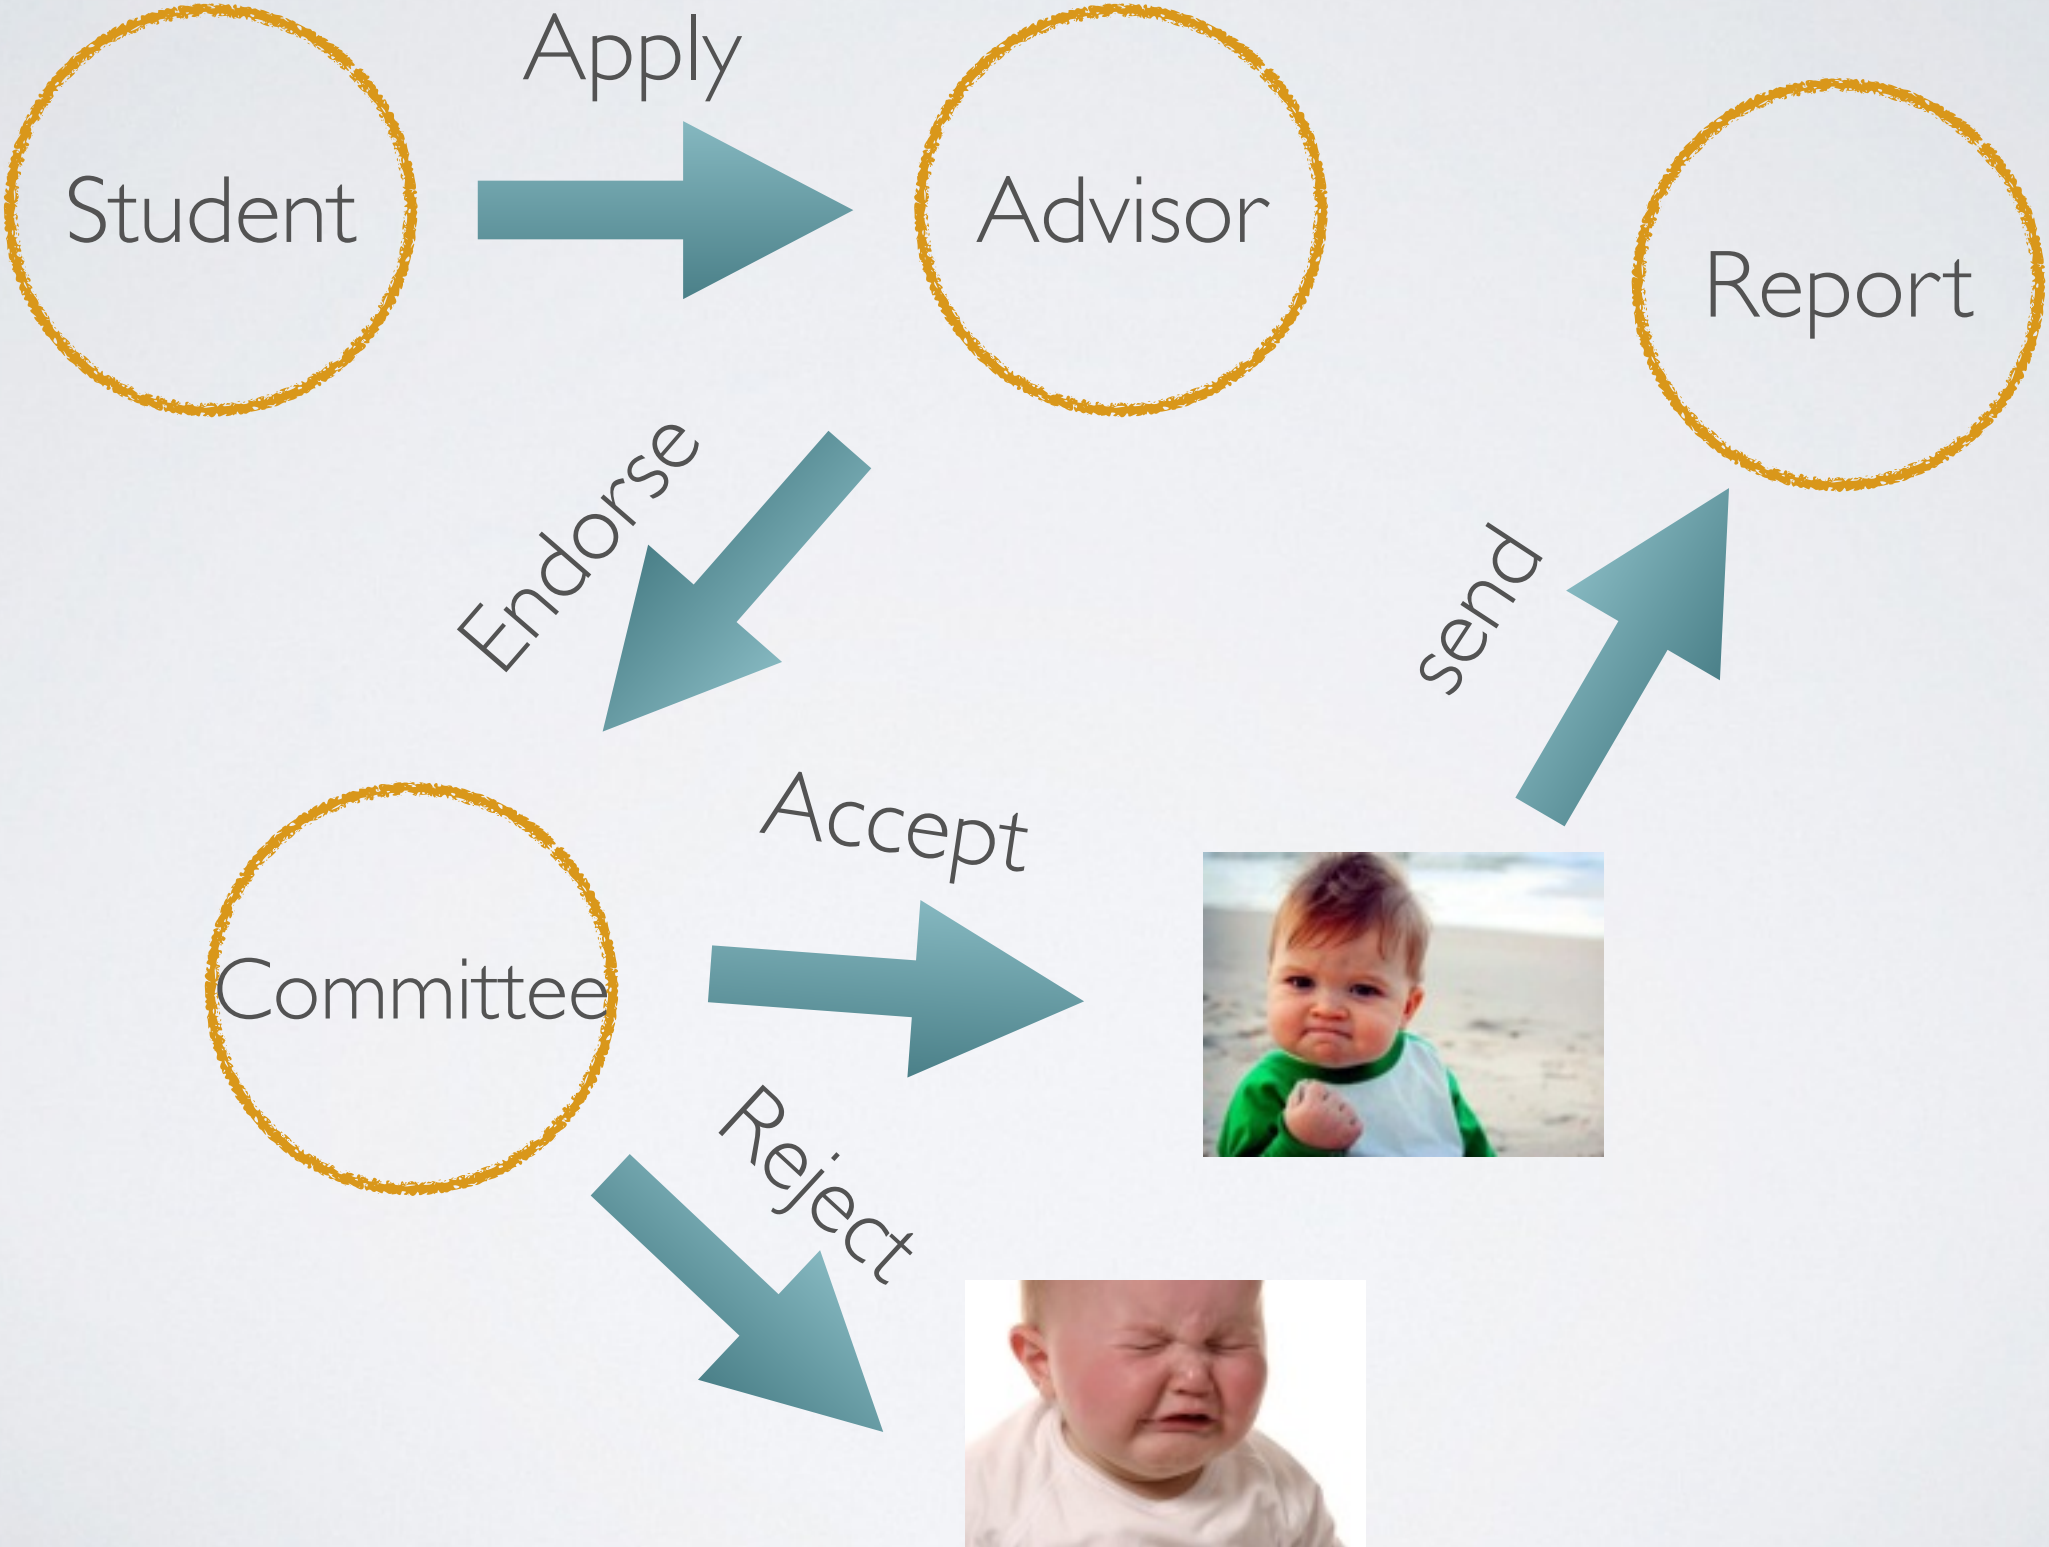 Apply
Student
Advisor
Report
Endorse
send
Accept
Committee
Reject